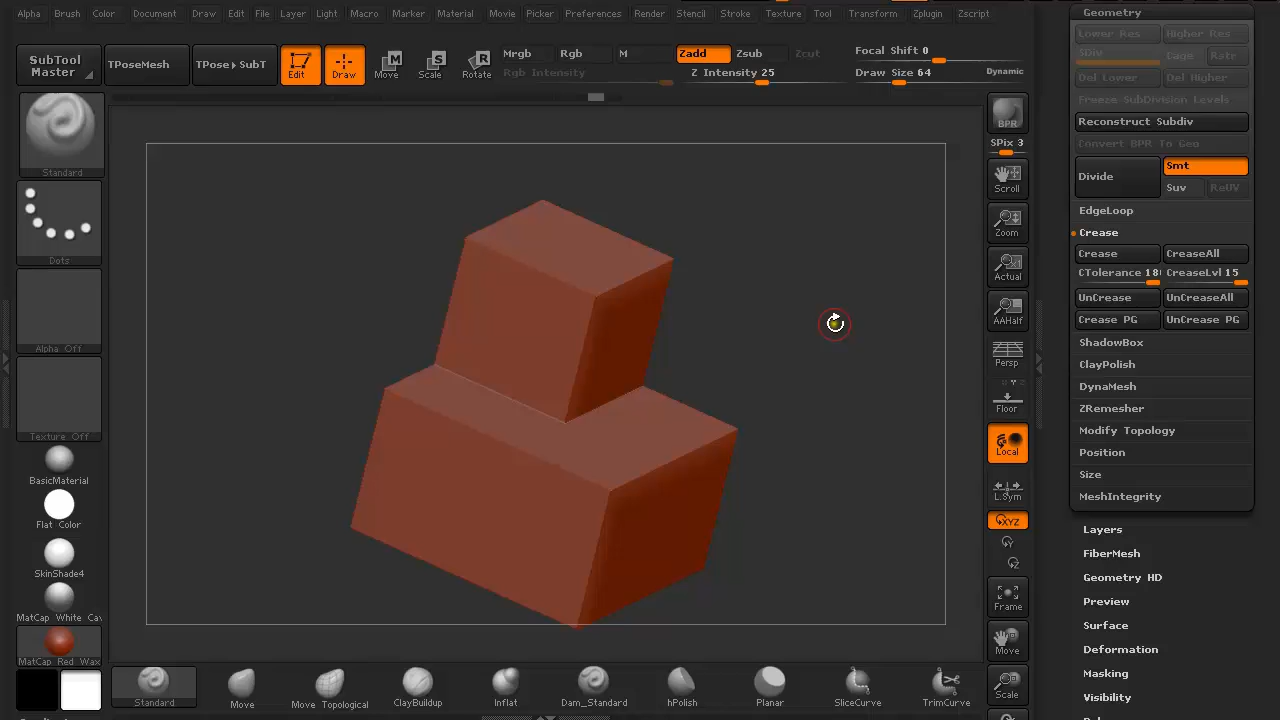 Alpha Brush Color Document Draw Edit File Layer Light Macro Marker Material Movie Picker Preferences Render Stencil Stroke Texture Tool Transform Zplugin Zscript
SubTool
Master
TPoseMesh
TPose▸SubT
Edit
Draw
Move
Scale
Rotate
Mrgb Rgb M Zadd Zsub Zcut
Rgb Intensity
Z Intensity 25
Focal Shift 0
Draw Size 64
Dynamic
Standard
Dots
Alpha Off
Texture Off
BasicMaterial
Flat Color
SkinShade4
MatCap White Cav
MatCap Red Wax
BPR
SPix 3
Scroll
Zoom
Actual
AAHalf
Persp
Floor
Local
L.Sym
XYZ
Y
Z
Frame
Move
Scale
Geometry
Lower Res Higher Res
SDiv Cage Rstr
Del Lower Del Higher
Freeze SubDivision Levels
Reconstruct Subdiv
Convert BPR To Geo
Divide
Smt
Suv ReUV
EdgeLoop
Crease
Crease CreaseAll
CTolerance 18 CreaseLvl 15
UnCrease UnCreaseAll
Crease PG UnCrease PG
ShadowBox
ClayPolish
DynaMesh
ZRemesher
Modify Topology
Position
Size
MeshIntegrity
Layers
FiberMesh
Geometry HD
Preview
Surface
Deformation
Masking
Visibility
Standard Move Move Topological ClayBuildup Inflat Dam_Standard hPolish Planar SliceCurve TrimCurve